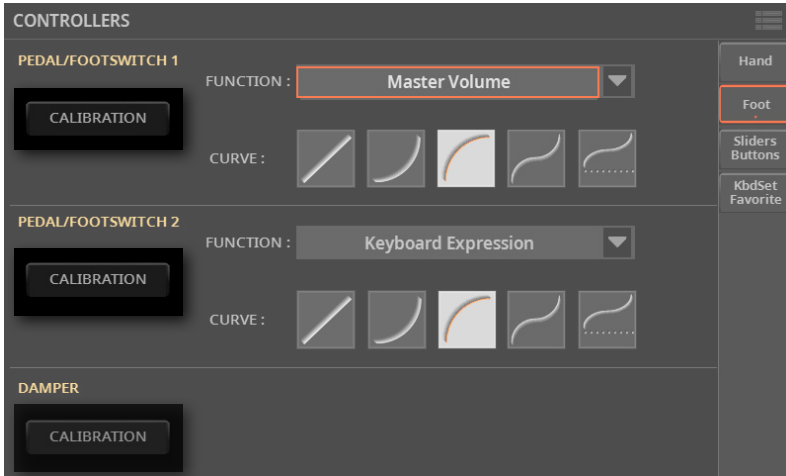 CONTROLLERS
PEDAL/FOOTSWITCH 1
FUNCTION :
Master Volume
CALIBRATION
CURVE :
PEDAL/FOOTSWITCH 2
FUNCTION :
Keyboard Expression
CALIBRATION
CURVE :
DAMPER
CALIBRATION
Hand
Foot
Sliders
Buttons
KbdSet
Favorite